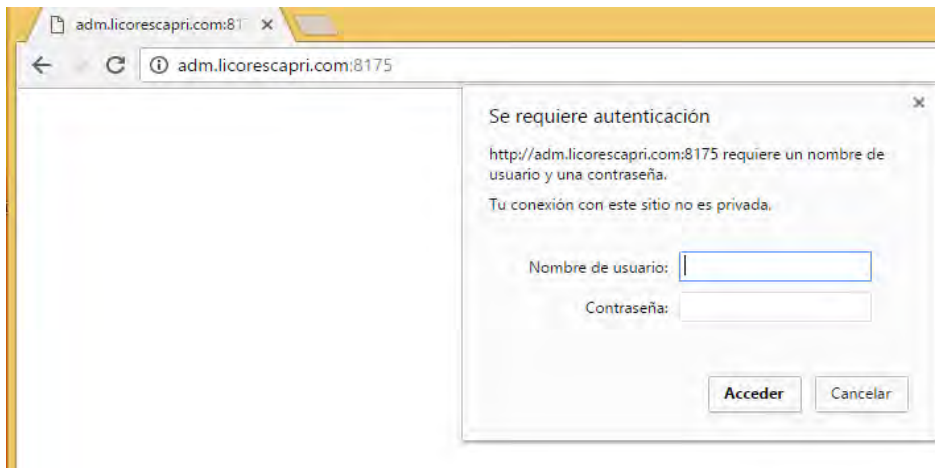 adm.licorescapri.com:81
adm.licorescapri.com:8175
Se requiere autenticación
http://adm.licorescapri.com:8175 requiere un nombre de
usuario y una contraseña.
Tu conexión con este sitio no es privada.
Nombre de usuario:
Contraseña:
Acceder Cancelar